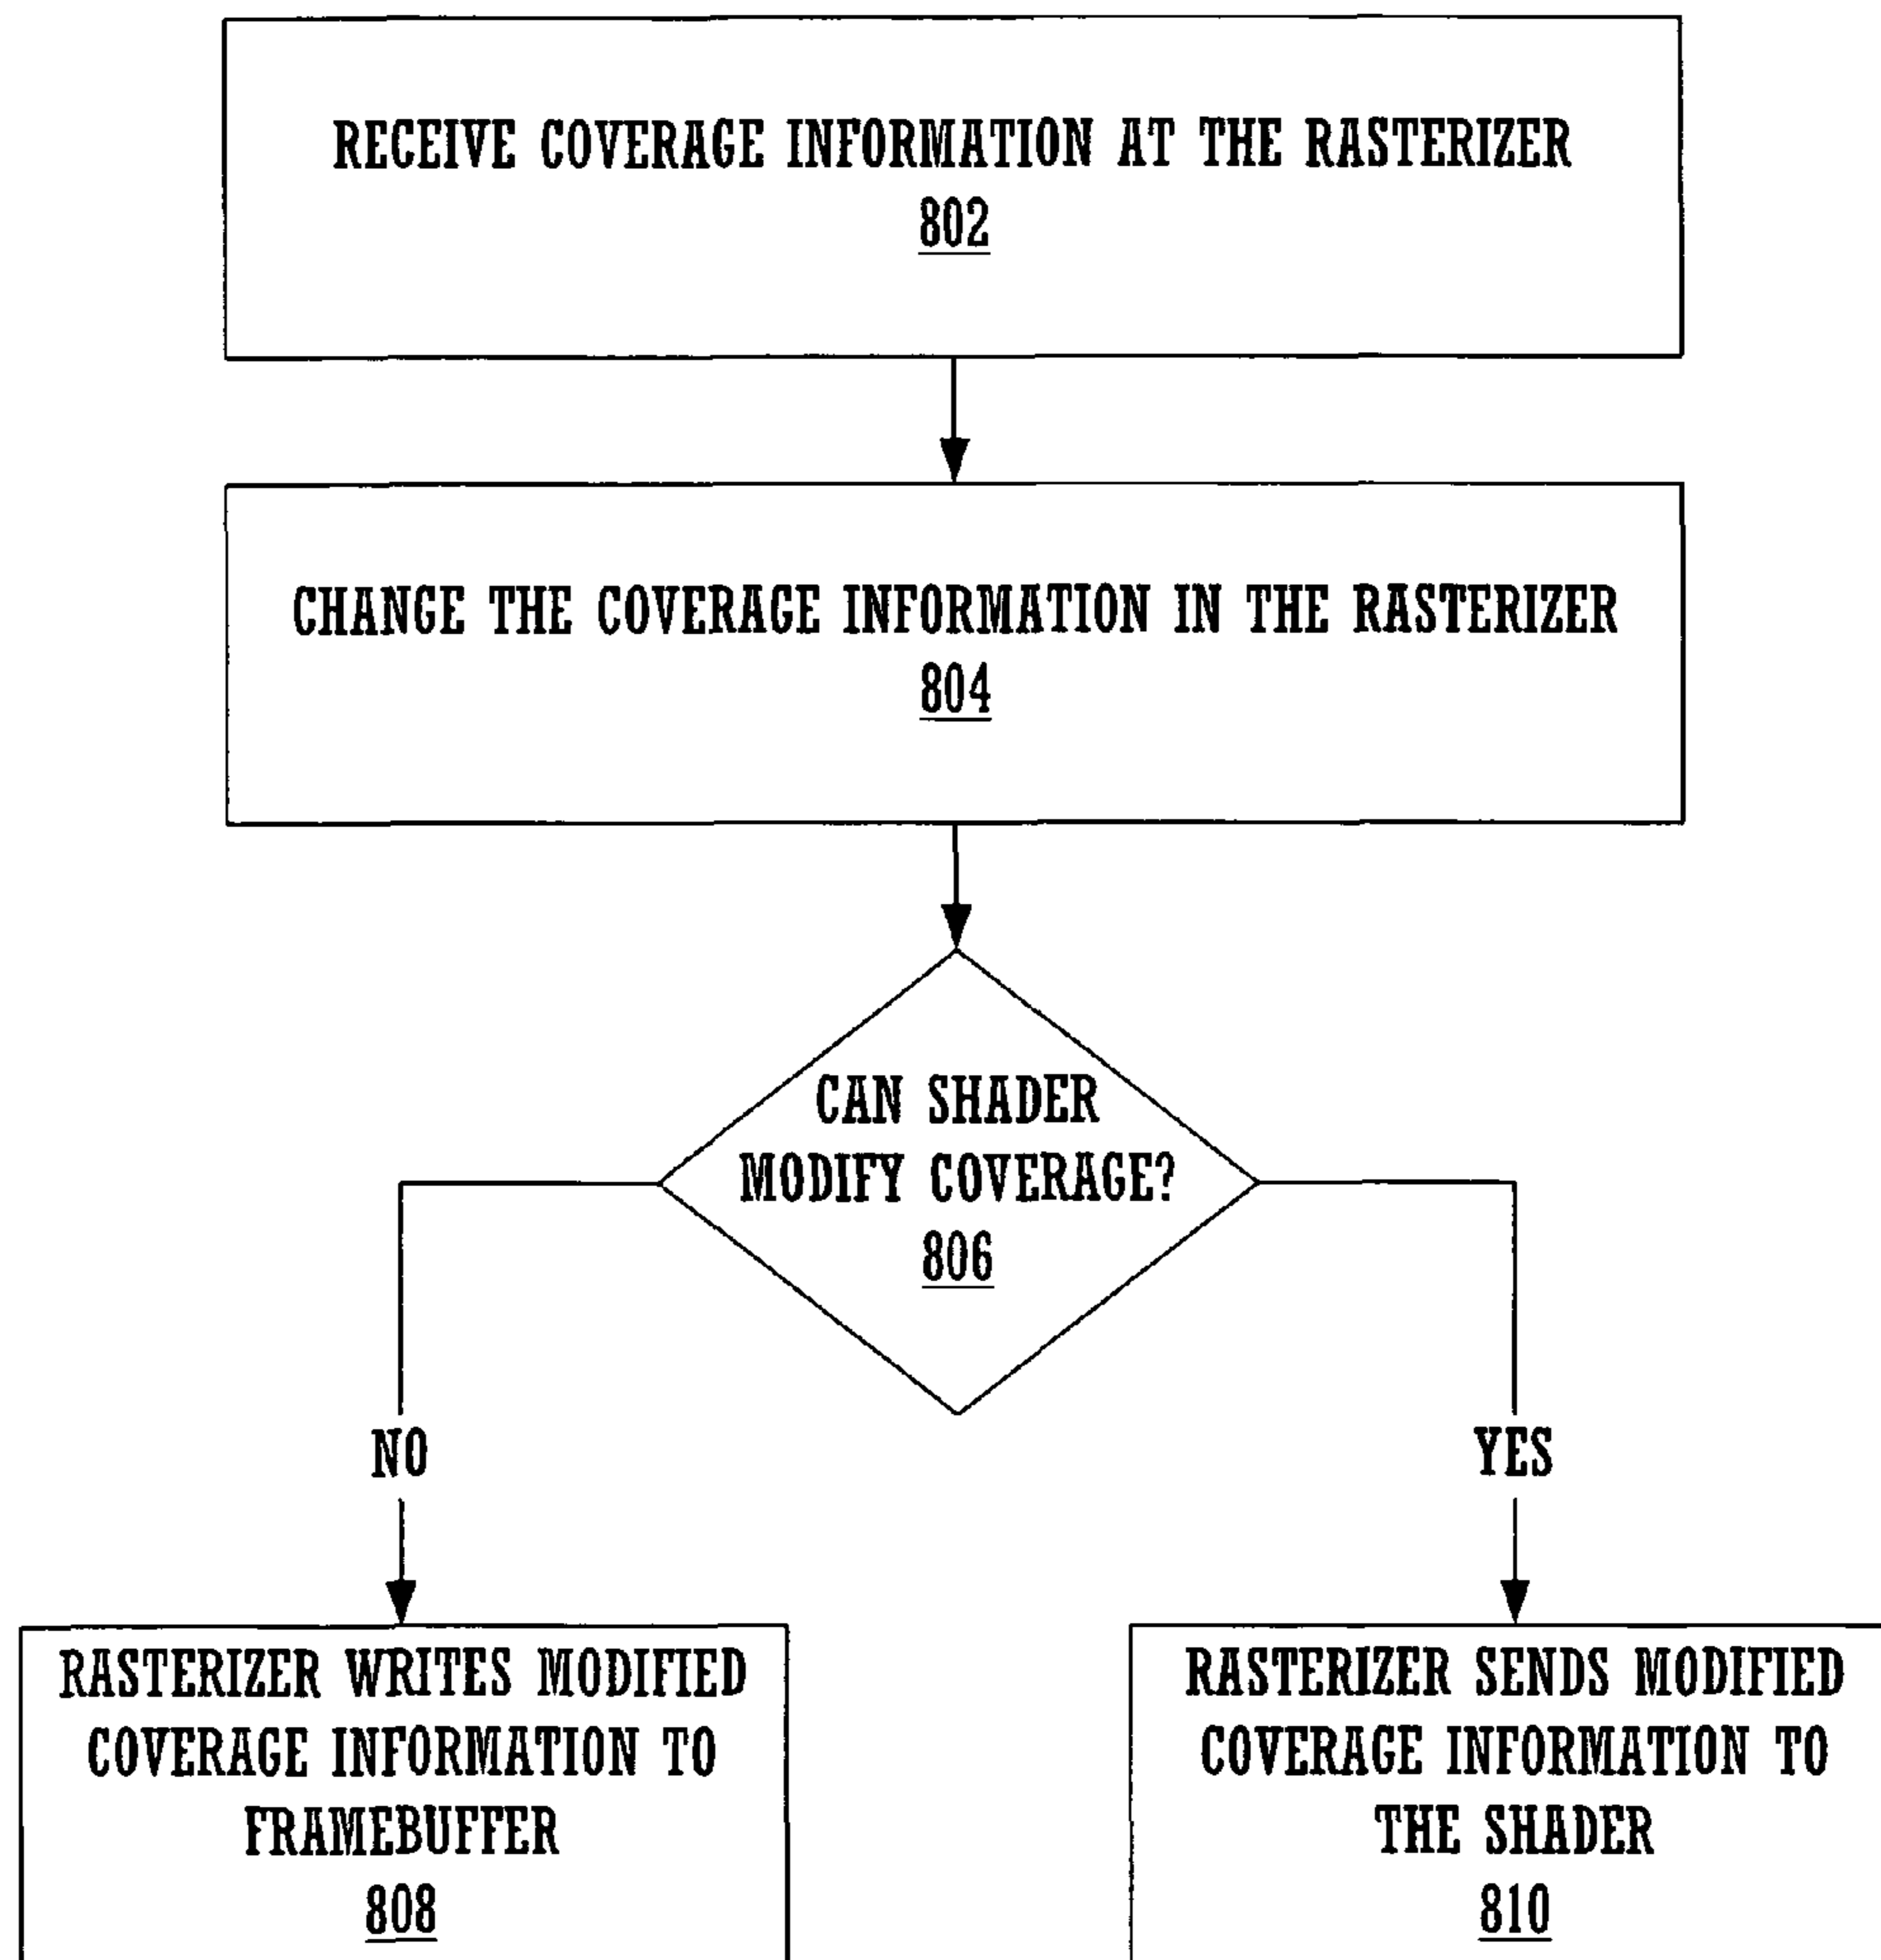 RECEIVE COVERAGE INFORMATION AT THE RASTERIZER
802
CHANGE THE COVERAGE INFORMATION IN THE RASTERIZER
804
CAN SHADER
MODIFY COVERAGE?
806
NO
YES
RASTERIZER WRITES MODIFIED
COVERAGE INFORMATION TO
FRAMEBUFFER
808
RASTERIZER SENDS MODIFIED
COVERAGE INFORMATION TO
THE SHADER
810